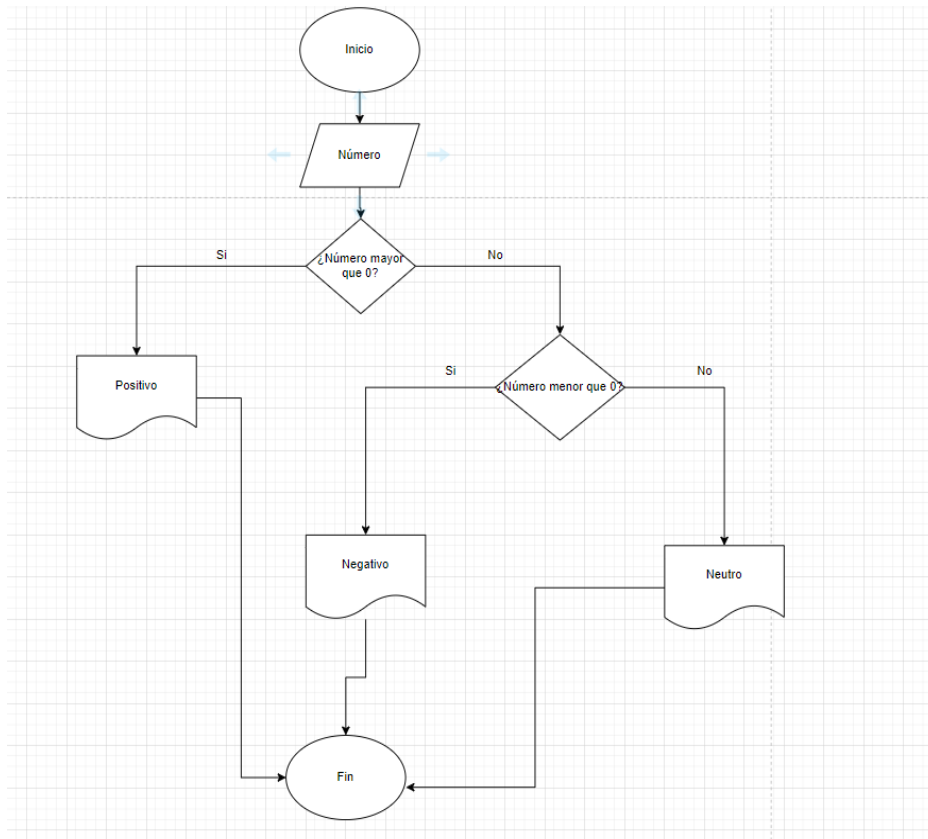 Inicio
Número
¿Número mayor
que 0?
Si
No
Positivo
¿Número menor que 0?
Si
No
Negativo
Neutro
Fin